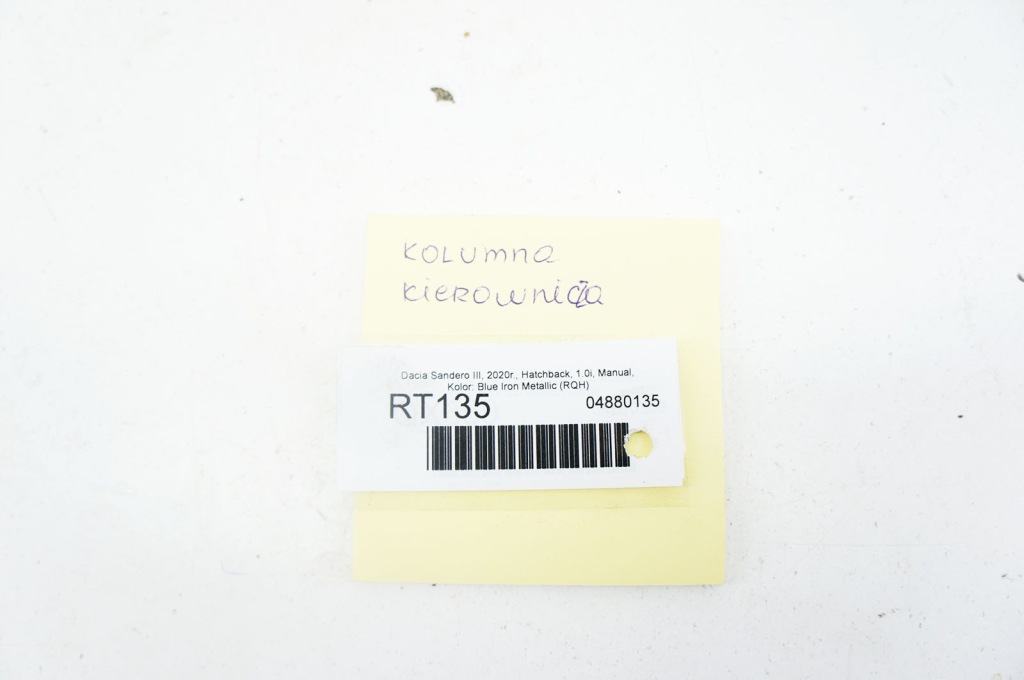 KOLUMNA
KIEROWNICZA
Dacia Sandero III, 2020r., Hatchback, 1.0i, Manual,
Kolor: Blue Iron Metallic (RQH)
RT135 04880135